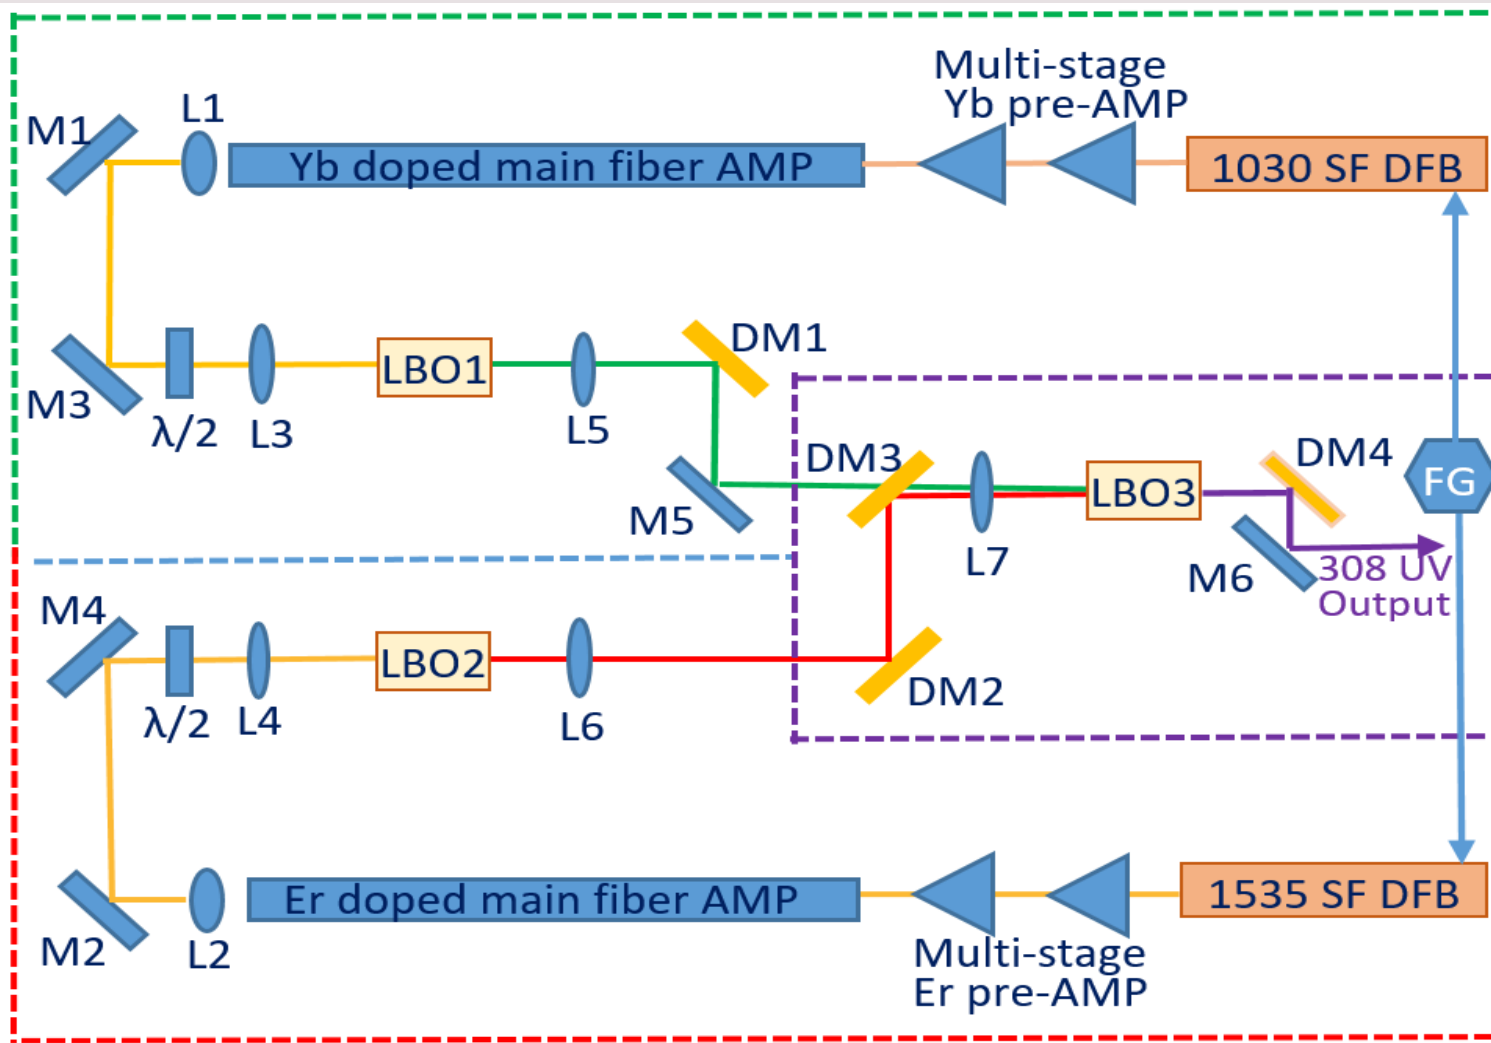 Multi-stage
Yb pre-AMP
M1
L1
Yb doped main fiber AMP
1030 SF DFB
M3
λ/2
L3
LBO1
L5
DM1
DM3
M5
L7
LBO3
DM4
FG
M6
308 UV
Output
M4
λ/2
L4
LBO2
L6
DM2
M2
L2
Er doped main fiber AMP
1535 SF DFB
Multi-stage
Er pre-AMP